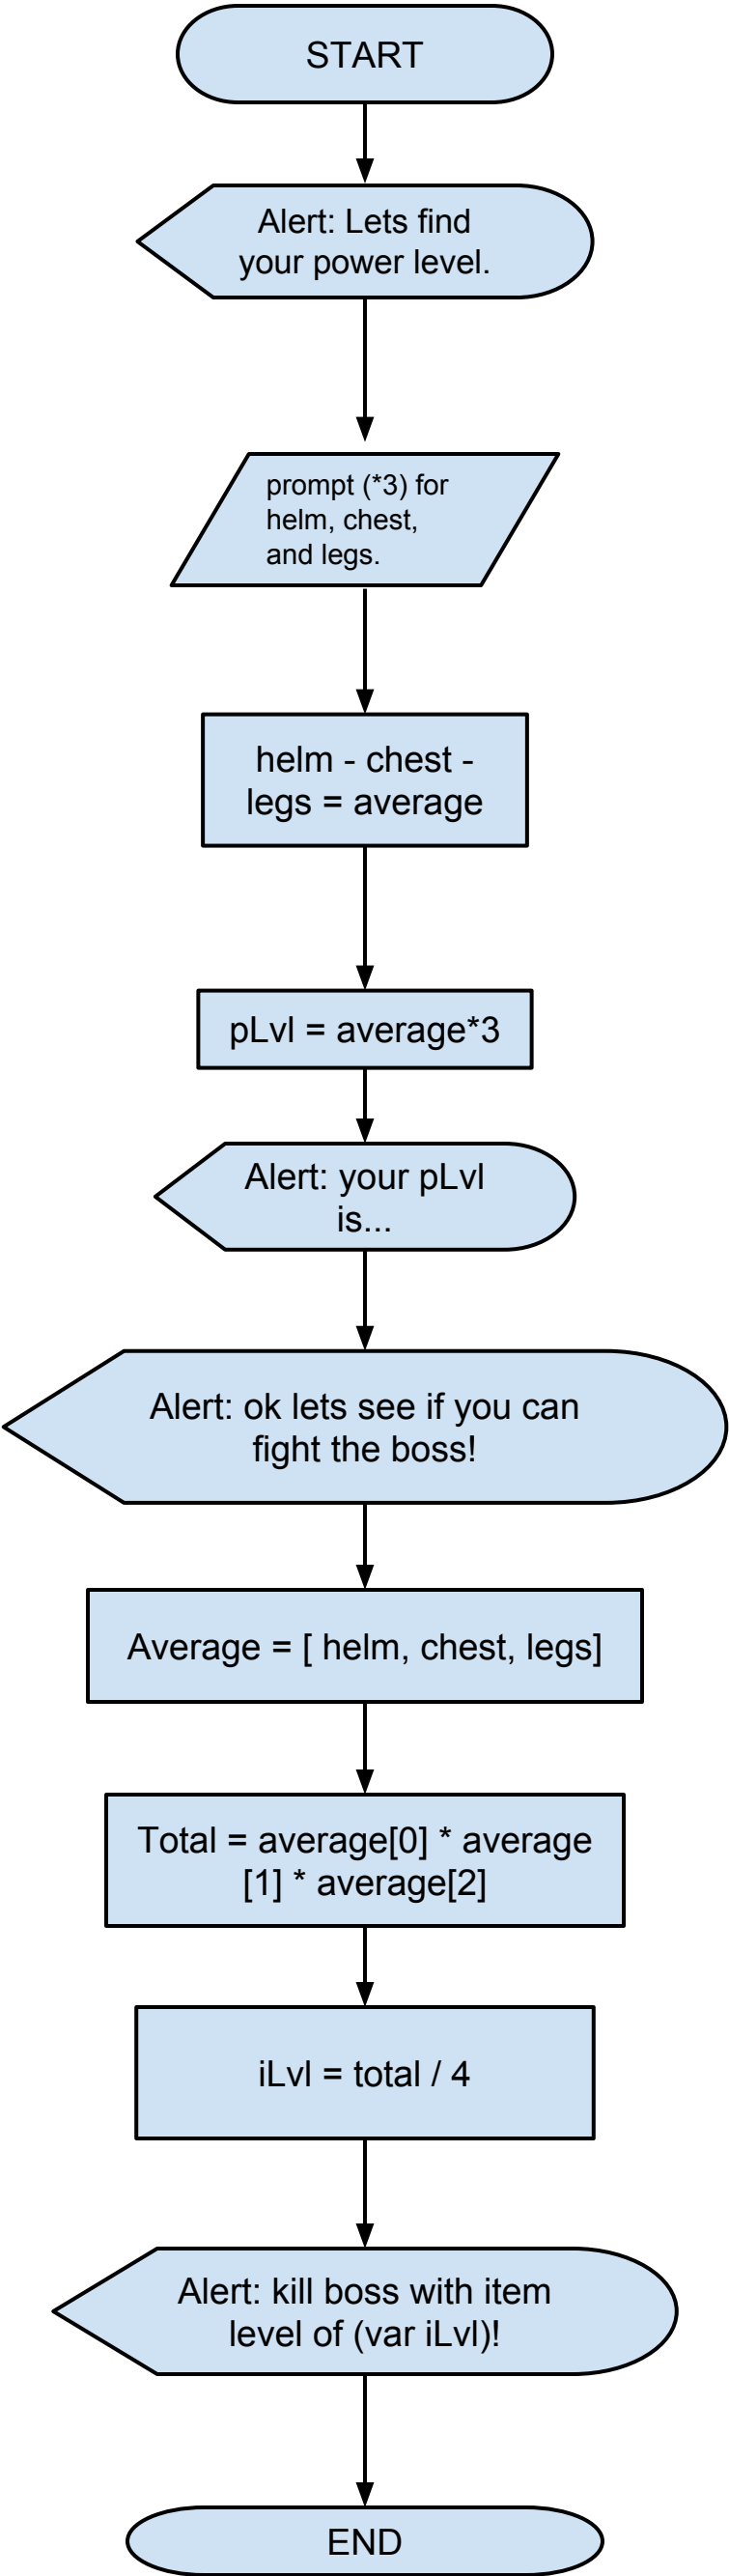 START
Alert: Lets find
your power level.
prompt (*3) for
helm, chest,
and legs.
helm - chest -
legs = average
pLvl = average*3
Alert: your pLvl
is...
Alert: ok lets see if you can
fight the boss!
Average = [ helm, chest, legs]
Total = average[0] * average
[1] * average[2]
iLvl = total / 4
Alert: kill boss with item
level of (var iLvl)!
END